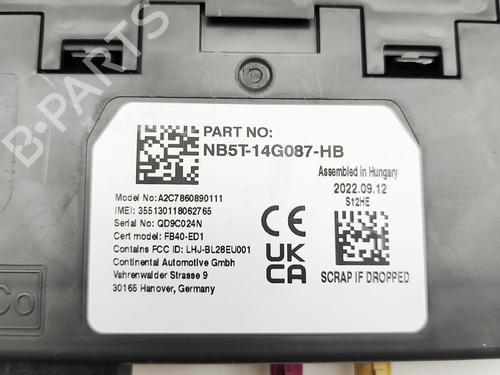 PART NO:
NB5T-14G087-HB
Assembled in Hungary
2022.09.12
S12HE
Model No:A2C7860890111
IMEI: 355130118062765
Serial No: QD9C024N
Cert model: FB40-ED1
Contains FCC ID: LHJ-BL28EU001
Continental Automotive Gmbh
Vahrenwalder Strasse 9
30165 Hanover, Germany
CE
UK
CA
SCRAP IF DROPPED
B-PARTS
Co